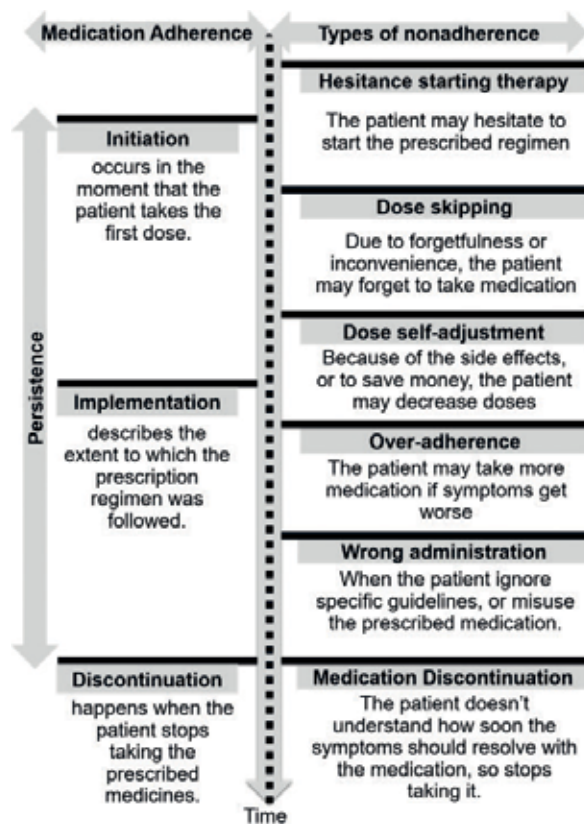 Medication Adherence
Types of nonadherence
Persistence
Initiation
occurs in the
moment that the
patient takes the
first dose.
Implementation
describes the
extent to which the
prescription
regimen was
followed.
Discontinuation
happens when the
patient stops
taking the
prescribed
medicines.
Hesitance starting therapy
The patient may hesitate to
start the prescribed regimen
Dose skipping
Due to forgetfulness or
inconvenience, the patient
may forget to take medication
Dose self-adjustment
Because of the side effects,
or to save money, the patient
may decrease doses
Over-adherence
The patient may take more
medication if symptoms get
worse
Wrong administration
When the patient ignore
specific guidelines, or misuse
the prescribed medication.
Medication Discontinuation
The patient doesn't
understand how soon the
symptoms should resolve with
the medication, so stops
taking it.
Time